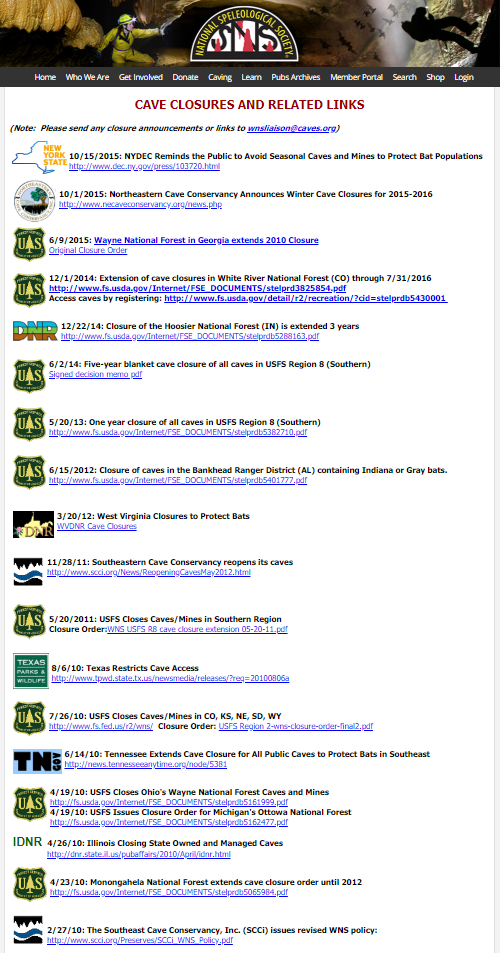 NATIONAL SPELEOLOGICAL SOCIETY
NSS
Home Who We Are Get Involved Donate Caving Learn Pubs Archives Member Portal Search Shop Login
CAVE CLOSURES AND RELATED LINKS
(Note: Please send any closure announcements or links to wnsliaison@caves.org)
NEW YORK STATE
10/15/2015: NYDEC Reminds the Public to Avoid Seasonal Caves and Mines to Protect Bat Populations
http://www.dec.ny.gov/press/103720.html
10/1/2015: Northeastern Cave Conservancy Announces Winter Cave Closures for 2015-2016
http://www.necaveconservancy.org/news.php
UAS
6/9/2015: Wayne National Forest in Georgia extends 2010 Closure
Original Closure Order
UAS
12/1/2014: Extension of cave closures in White River National Forest (CO) through 7/31/2016
http://www.fs.usda.gov/Internet/FSE_DOCUMENTS/stelprd3825854.pdf
Access caves by registering: http://www.fs.usda.gov/detail/r2/recreation/?cid=stelprdb5430001
DNR
12/22/14: Closure of the Hoosier National Forest (IN) is extended 3 years
http://www.fs.usda.gov/Internet/FSE_DOCUMENTS/stelprdb5288163.pdf
UAS
6/2/14: Five-year blanket cave closure of all caves in USFS Region 8 (Southern)
Signed decision memo pdf
UAS
5/20/13: One year closure of all caves in USFS Region 8 (Southern)
http://www.fs.usda.gov/Internet/FSE_DOCUMENTS/stelprdb5382710.pdf
UAS
6/15/2012: Closure of caves in the Bankhead Ranger District (AL) containing Indiana or Gray bats.
http://www.fs.usda.gov/Internet/FSE_DOCUMENTS/stelprdb5401777.pdf
DNR
3/20/12: West Virginia Closures to Protect Bats
WVDNR Cave Closures
11/28/11: Southeastern Cave Conservancy reopens its caves
http://www.scci.org/News/ReopeningCavesMay2012.html
UAS
5/20/2011: USFS Closes Caves/Mines in Southern Region
Closure Order:WNS USFS R8 cave closure extension 05-20-11.pdf
TEXAS PARKS & WILDLIFE
8/6/10: Texas Restricts Cave Access
http://www.tpwd.state.tx.us/newsmedia/releases/?req=20100806a
UAS
7/26/10: USFS Closes Caves/Mines in CO, KS, NE, SD, WY
http://www.fs.fed.us/r2/wns/ Closure Order: USFS Region 2-wns-closure-order-final2.pdf
TN.GOV
6/14/10: Tennessee Extends Cave Closure for All Public Caves to Protect Bats in Southeast
http://news.tennesseeanytime.org/node/5381
UAS
4/19/10: USFS Closes Ohio's Wayne National Forest Caves and Mines
http://fs.usda.gov/Internet/FSE_DOCUMENTS/stelprdb5161999.pdf
4/19/10: USFS Issues Closure Order for Michigan's Ottowa National Forest
http://fs.usda.gov/Internet/FSE_DOCUMENTS/stelprdb5162477.pdf
IDNR
4/26/10: Illinois Closing State Owned and Managed Caves
http://dnr.state.il.us/pubaffairs/2010/April/idnr.html
UAS
4/23/10: Monongahela National Forest extends cave closure order until 2012
http://fs.usda.gov/Internet/FSE_DOCUMENTS/stelprdb5065984.pdf
2/27/10: The Southeast Cave Conservancy, Inc. (SCCi) issues revised WNS policy:
http://www.scci.org/Preserves/SCCi_WNS_Policy.pdf